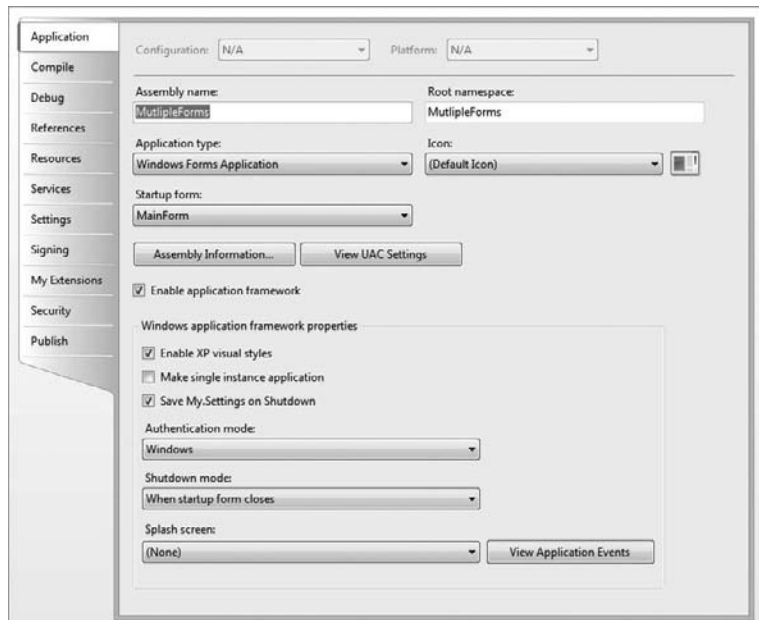 Application
Compile
Debug
References
Resources
Services
Settings
Signing
My Extensions
Security
Publish
Configuration: N/A Platform: N/A
Assembly name: Root namespace:
MutlipleForms MutlipleForms
Application type: Icon:
Windows Forms Application (Default Icon)
Startup form:
MainForm
Assembly Information... View UAC Settings
Enable application framework
Windows application framework properties
Enable XP visual styles
Make single instance application
Save My.Settings on Shutdown
Authentication mode:
Windows
Shutdown mode:
When startup form closes
Splash screen:
(None) View Application Events